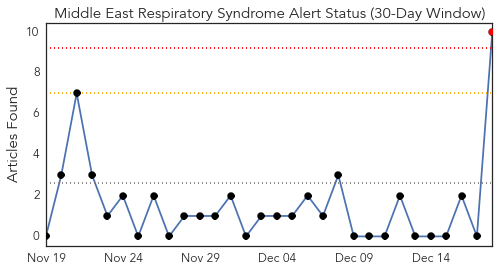 Middle East Respiratory Syndrome Alert Status (30-Day Window)
Articles Found
10
8
6
4
2
0
Nov 19 Nov 24 Nov 29 Dec 04 Dec 09 Dec 14